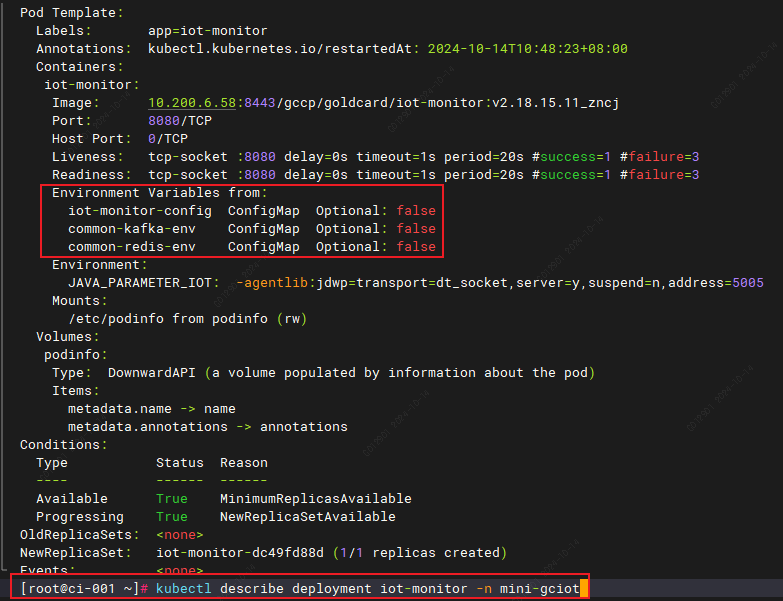 Pod Template:
  Labels:       app=iot-monitor
  Annotations:  kubectl.kubernetes.io/restartedAt: 2024-10-14T10:48:23+08:00
  Containers:
   iot-monitor:
    Image:      10.200.6.58:8443/gccp/goldcard/iot-monitor:v2.18.15.11_zncj
    Port:       8080/TCP
    Host Port:  0/TCP
    Liveness:   tcp-socket :8080 delay=0s timeout=1s period=20s #success=1 #failure=3
    Readiness:  tcp-socket :8080 delay=0s timeout=1s period=20s #success=1 #failure=3
    Environment Variables from:
      iot-monitor-config  ConfigMap  Optional: false
      common-kafka-env    ConfigMap  Optional: false
      common-redis-env    ConfigMap  Optional: false
    Environment:
      JAVA_PARAMETER_IOT:  -agentlib:jdwp=transport=dt_socket,server=y,suspend=n,address=5005
    Mounts:
      /etc/podinfo from podinfo (rw)
  Volumes:
   podinfo:
    Type:  DownwardAPI (a volume populated by information about the pod)
    Items:
      metadata.name -> name
      metadata.annotations -> annotations
Conditions:
  Type           Status  Reason
  ----           ------  ------
  Available      True    MinimumReplicasAvailable
  Progressing    True    NewReplicaSetAvailable
OldReplicaSets:  <none>
NewReplicaSet:   iot-monitor-dc49fd88d (1/1 replicas created)
Events:          <none>
[root@ci-001 ~]# kubectl describe deployment iot-monitor -n mini-gciot